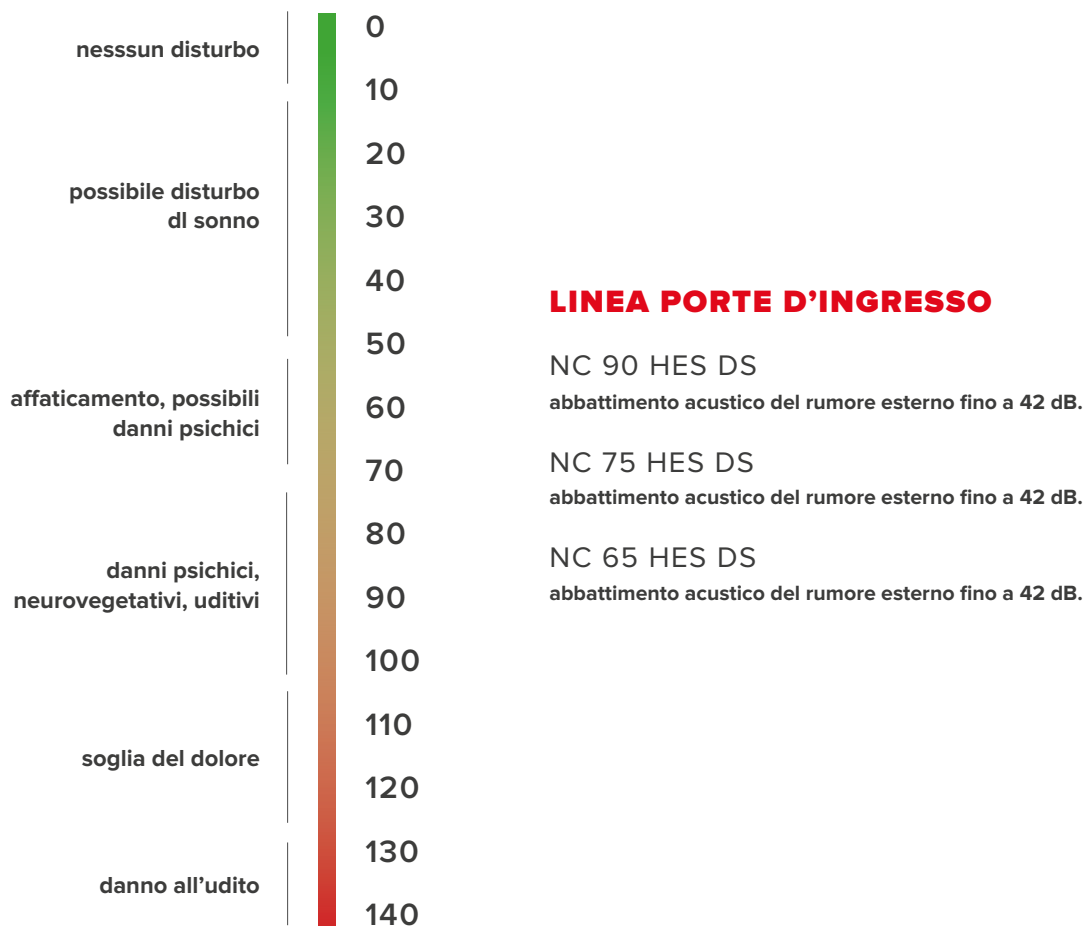 nesssun disturbo
possibile disturbo
dl sonno
affaticamento, possibili
danni psichici
danni psichici,
neurovegetativi, uditivi
soglia del dolore
danno all’udito
0
10
20
30
40
50
60
70
80
90
100
110
120
130
140
LINEA PORTE D’INGRESSO
NC 90 HES DS
abbattimento acustico del rumore esterno fino a 42 dB.
NC 75 HES DS
abbattimento acustico del rumore esterno fino a 42 dB.
NC 65 HES DS
abbattimento acustico del rumore esterno fino a 42 dB.